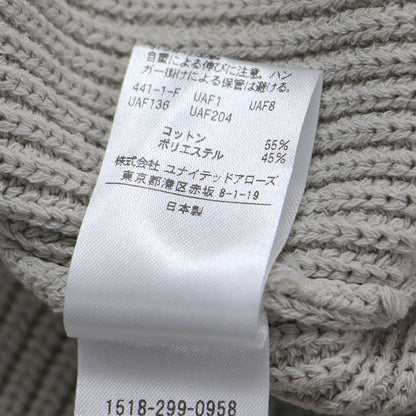 自重による伸びに注意。ハン
ガー掛けによる保管は避ける。
441-1-F UAF1 UAF8
UAF136 UAF204
コットン 55%
ポリエステル 45%
株式会社 ユナイテッドアローズ
東京都港区赤坂 8-1-19
日本製
1518-299-0958